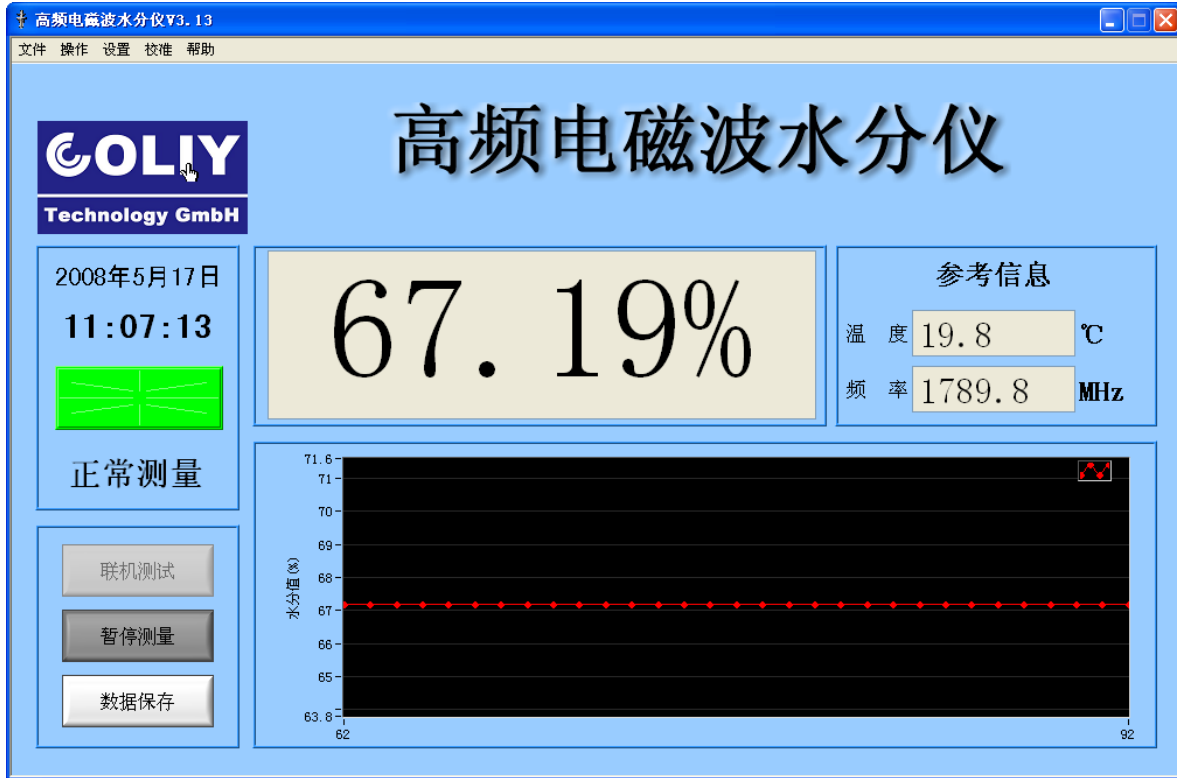 高频电磁波水分仪V3.13
文件 操作 设置 校准 帮助
高频电磁波水分仪
COLIY
Technology GmbH
2008年5月17日
11:07:13
正常测量
67.19%
参考信息
温 度 19.8 ℃
频 率 1789.8 MHz
联机测试
暂停测量
数据保存
水分值(%)
71.6
71
70
69
68
67
66
65
63.8
62 92